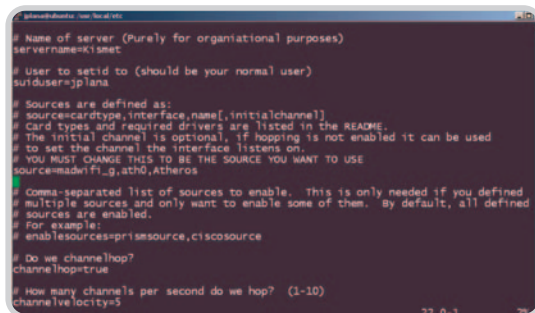 jplana@ubuntu: /usr/local/etc
# Name of server (Purely for organiational purposes)
servername=Kismet
# User to setid to (should be your normal user)
suiduser=jplana
# Sources are defined as:
# source=cardtype,interface,name[,initialchannel]
# Card types and required drivers are listed in the README.
# The initial channel is optional, if hopping is not enabled it can be used
# to set the channel the interface listens on.
# YOU MUST CHANGE THIS TO BE THE SOURCE YOU WANT TO USE
source=madwifi_g,ath0,Atheros
# Comma-separated list of sources to enable.  This is only needed if you defined
# multiple sources and only want to enable some of them.  By default, all defined
# sources are enabled.
# For example:
# enablesources=prismsource,ciscosource
# Do we channelhop?
channelhop=true
# How many channels per second do we hop?  (1-10)
channelvelocity=5